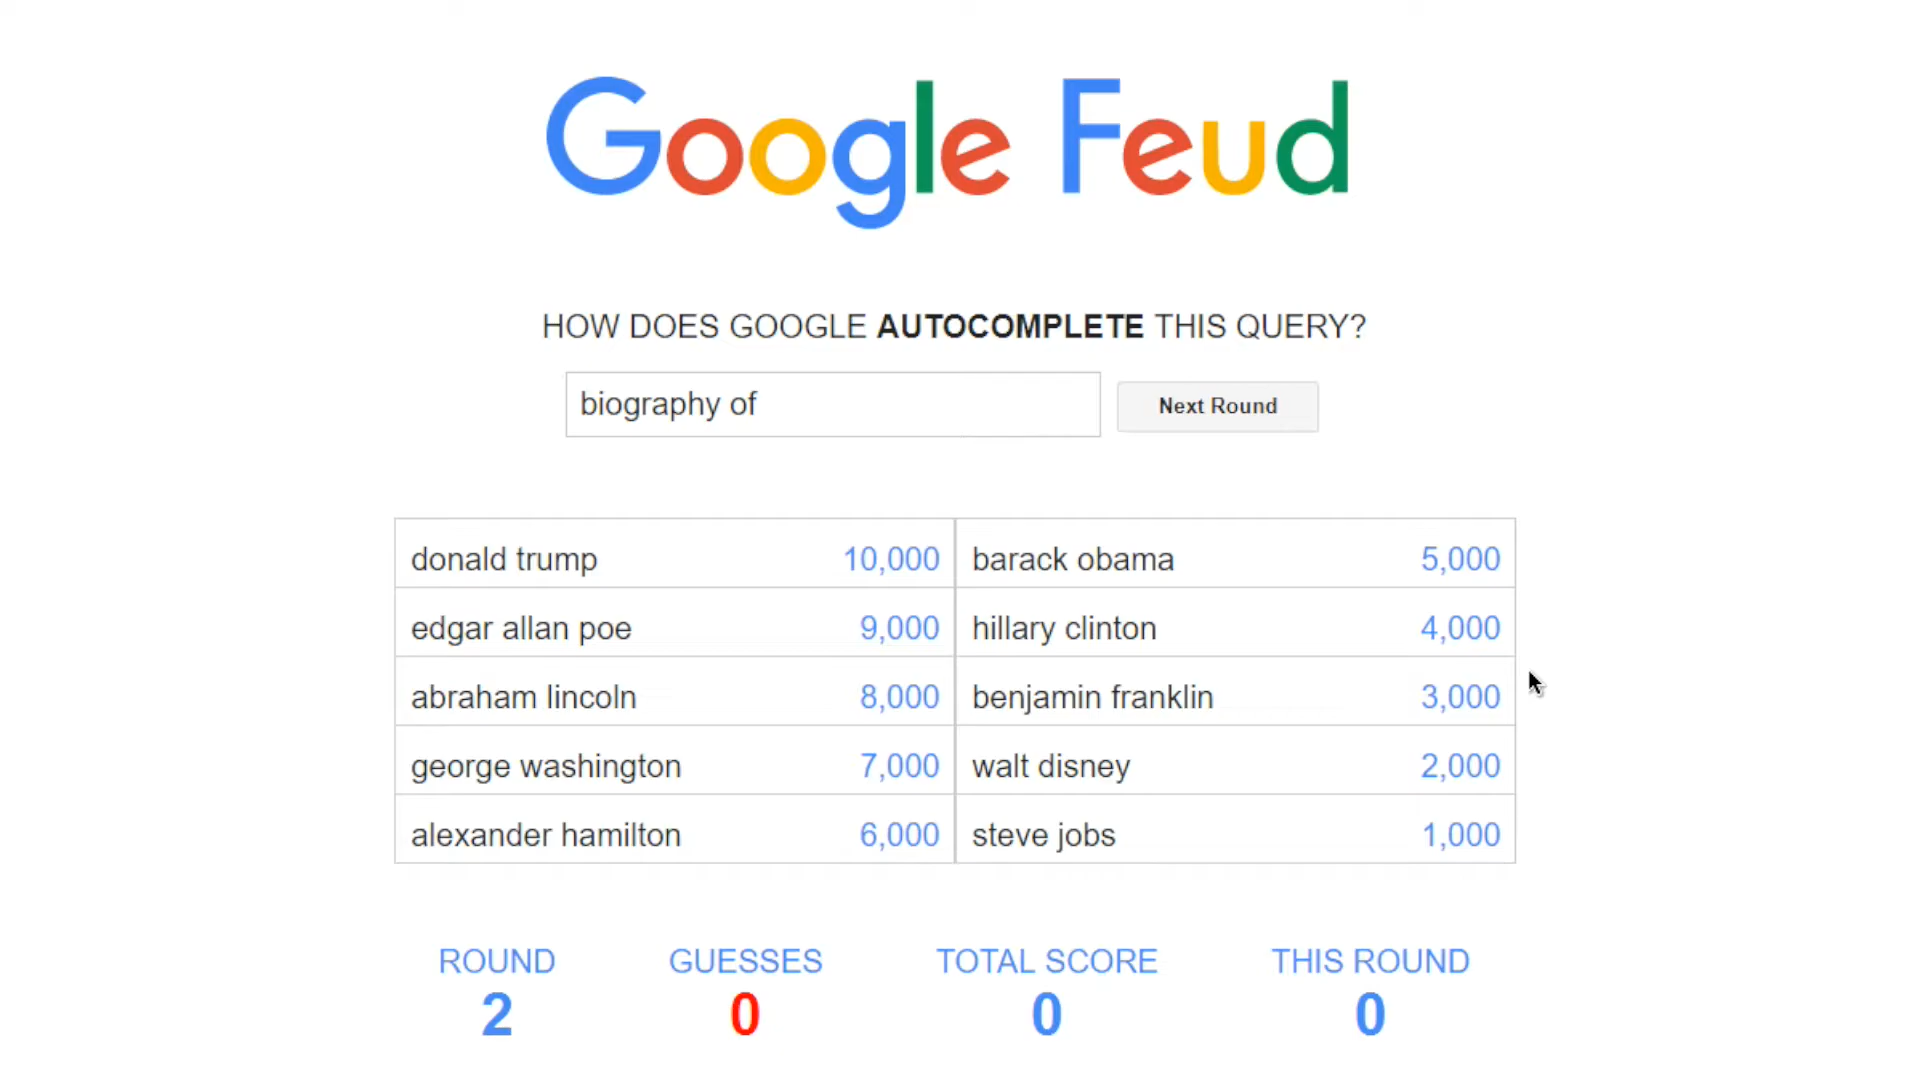 Google Feud
HOW DOES GOOGLE AUTOCOMPLETE THIS QUERY?
biography of
Next Round
donald trump 10,000 barack obama 5,000
edgar allan poe 9,000 hillary clinton 4,000
abraham lincoln 8,000 benjamin franklin 3,000
george washington 7,000 walt disney 2,000
alexander hamilton 6,000 steve jobs 1,000
ROUND GUESSES TOTAL SCORE THIS ROUND
2 0 0 0